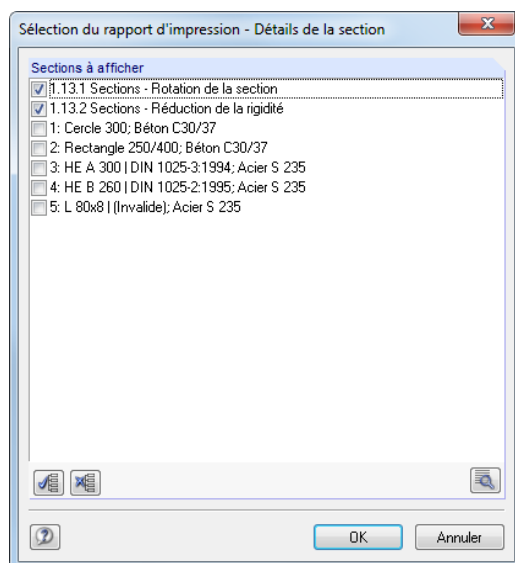 Sélection du rapport d'impression - Détails de la section
Sections à afficher
1.13.1 Sections - Rotation de la section
1.13.2 Sections - Réduction de la rigidité
1: Cercle 300; Béton C30/37
2: Rectangle 250/400; Béton C30/37
3: HE A 300 | DIN 1025-3:1994; Acier S 235
4: HE B 260 | DIN 1025-2:1995; Acier S 235
5: L 80x8 | (Invalide); Acier S 235
OK
Annuler